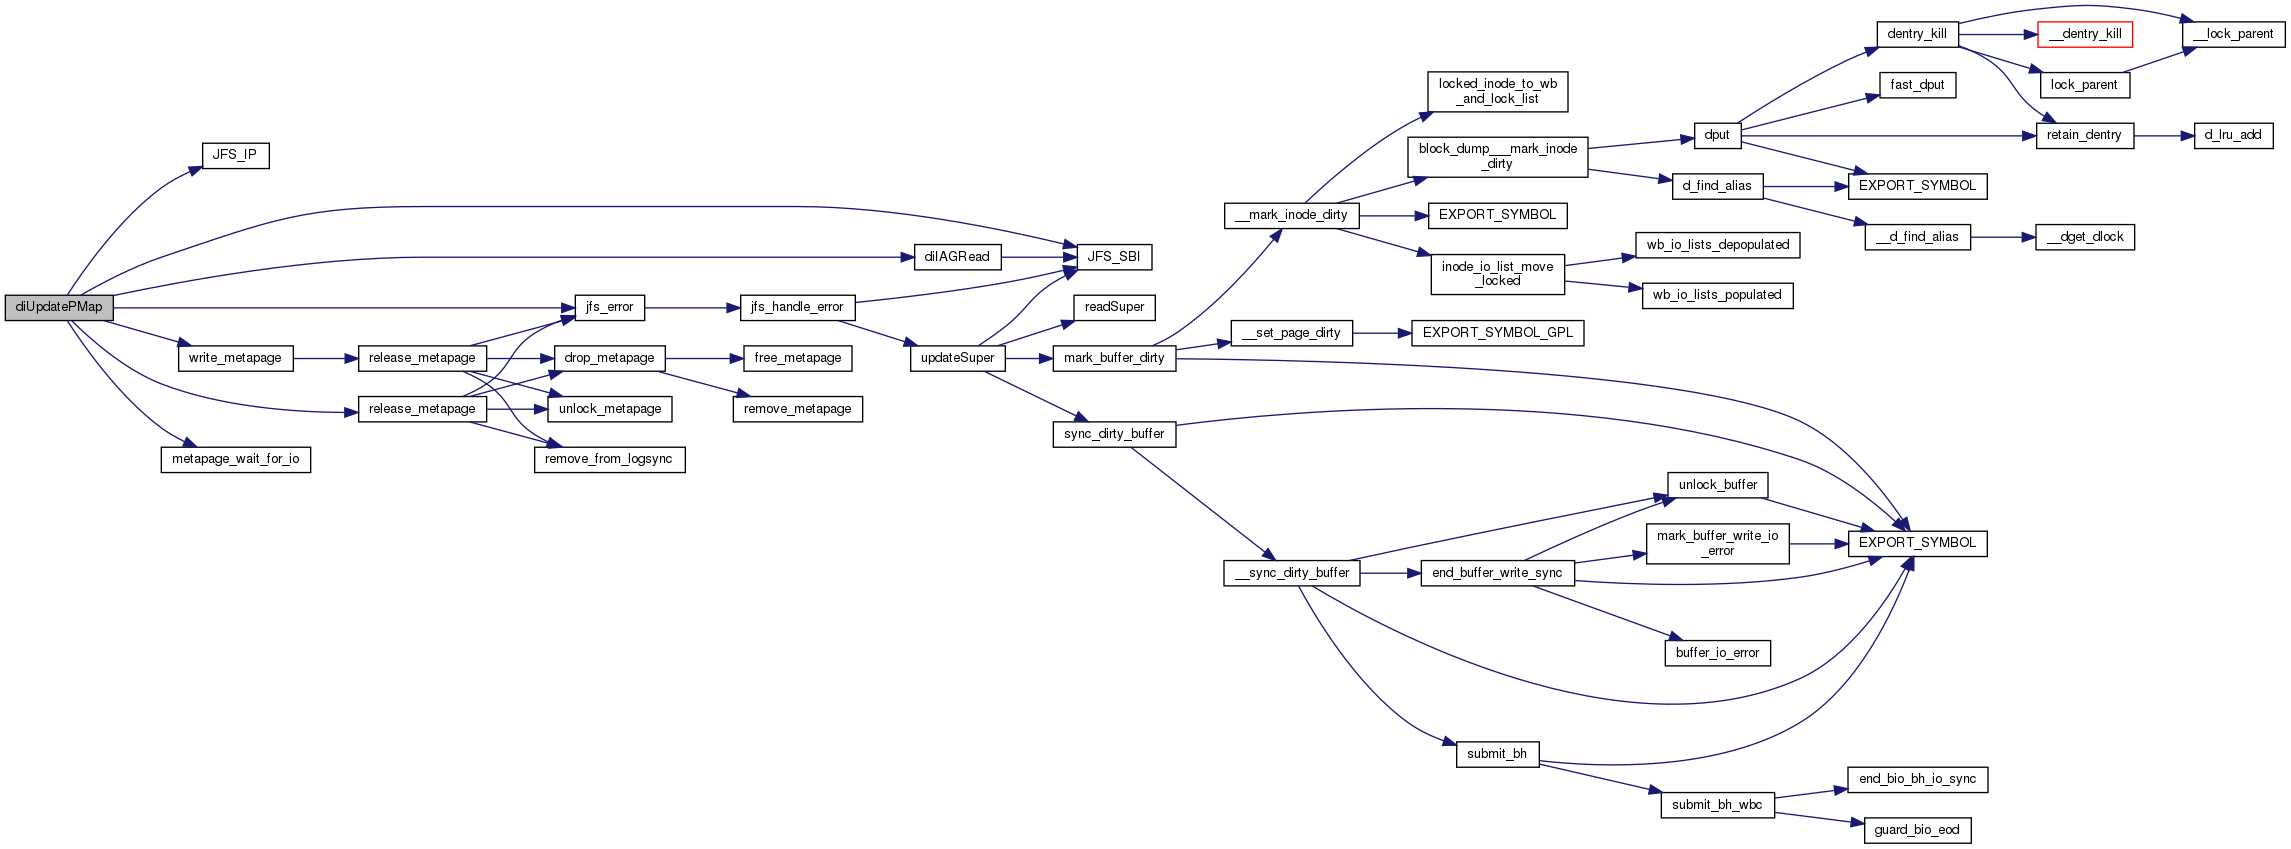 diUpdatePMap
JFS_IP
write_metapage
metapage_wait_for_io
release_metapage
release_metapage
jfs_error
drop_metapage
unlock_metapage
remove_from_logsync
jfs_handle_error
free_metapage
remove_metapage
diIAGRead
updateSuper
JFS_SBI
readSuper
mark_buffer_dirty
sync_dirty_buffer
__mark_inode_dirty
__set_page_dirty
__sync_dirty_buffer
locked_inode_to_wb
_and_lock_list
block_dump___mark_inode
_dirty
EXPORT_SYMBOL
inode_io_list_move
_locked
EXPORT_SYMBOL_GPL
end_buffer_write_sync
submit_bh
dput
d_find_alias
wb_io_lists_depopulated
wb_io_lists_populated
unlock_buffer
mark_buffer_write_io
_error
buffer_io_error
submit_bh_wbc
dentry_kill
fast_dput
EXPORT_SYMBOL
__d_find_alias
EXPORT_SYMBOL
end_bio_bh_io_sync
guard_bio_eod
__dentry_kill
lock_parent
retain_dentry
__dget_dlock
__lock_parent
d_lru_add